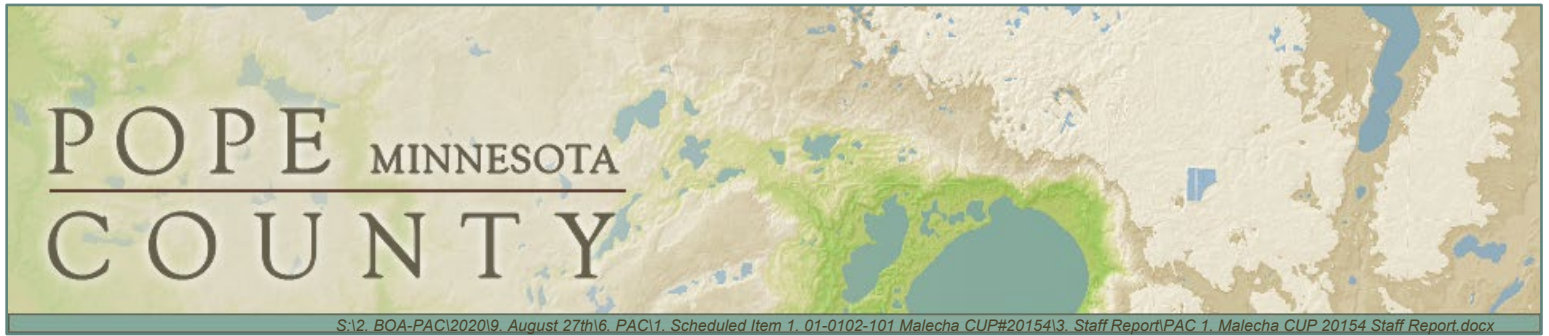 POPE MINNESOTA
COUNTY
S:\2. BOA-PAC\2020\9. August 27th\6. PAC\1. Scheduled Item 1. 01-0102-101 Malecha CUP#20154\3. Staff Report\PAC 1. Malecha CUP 20154 Staff Report.docx